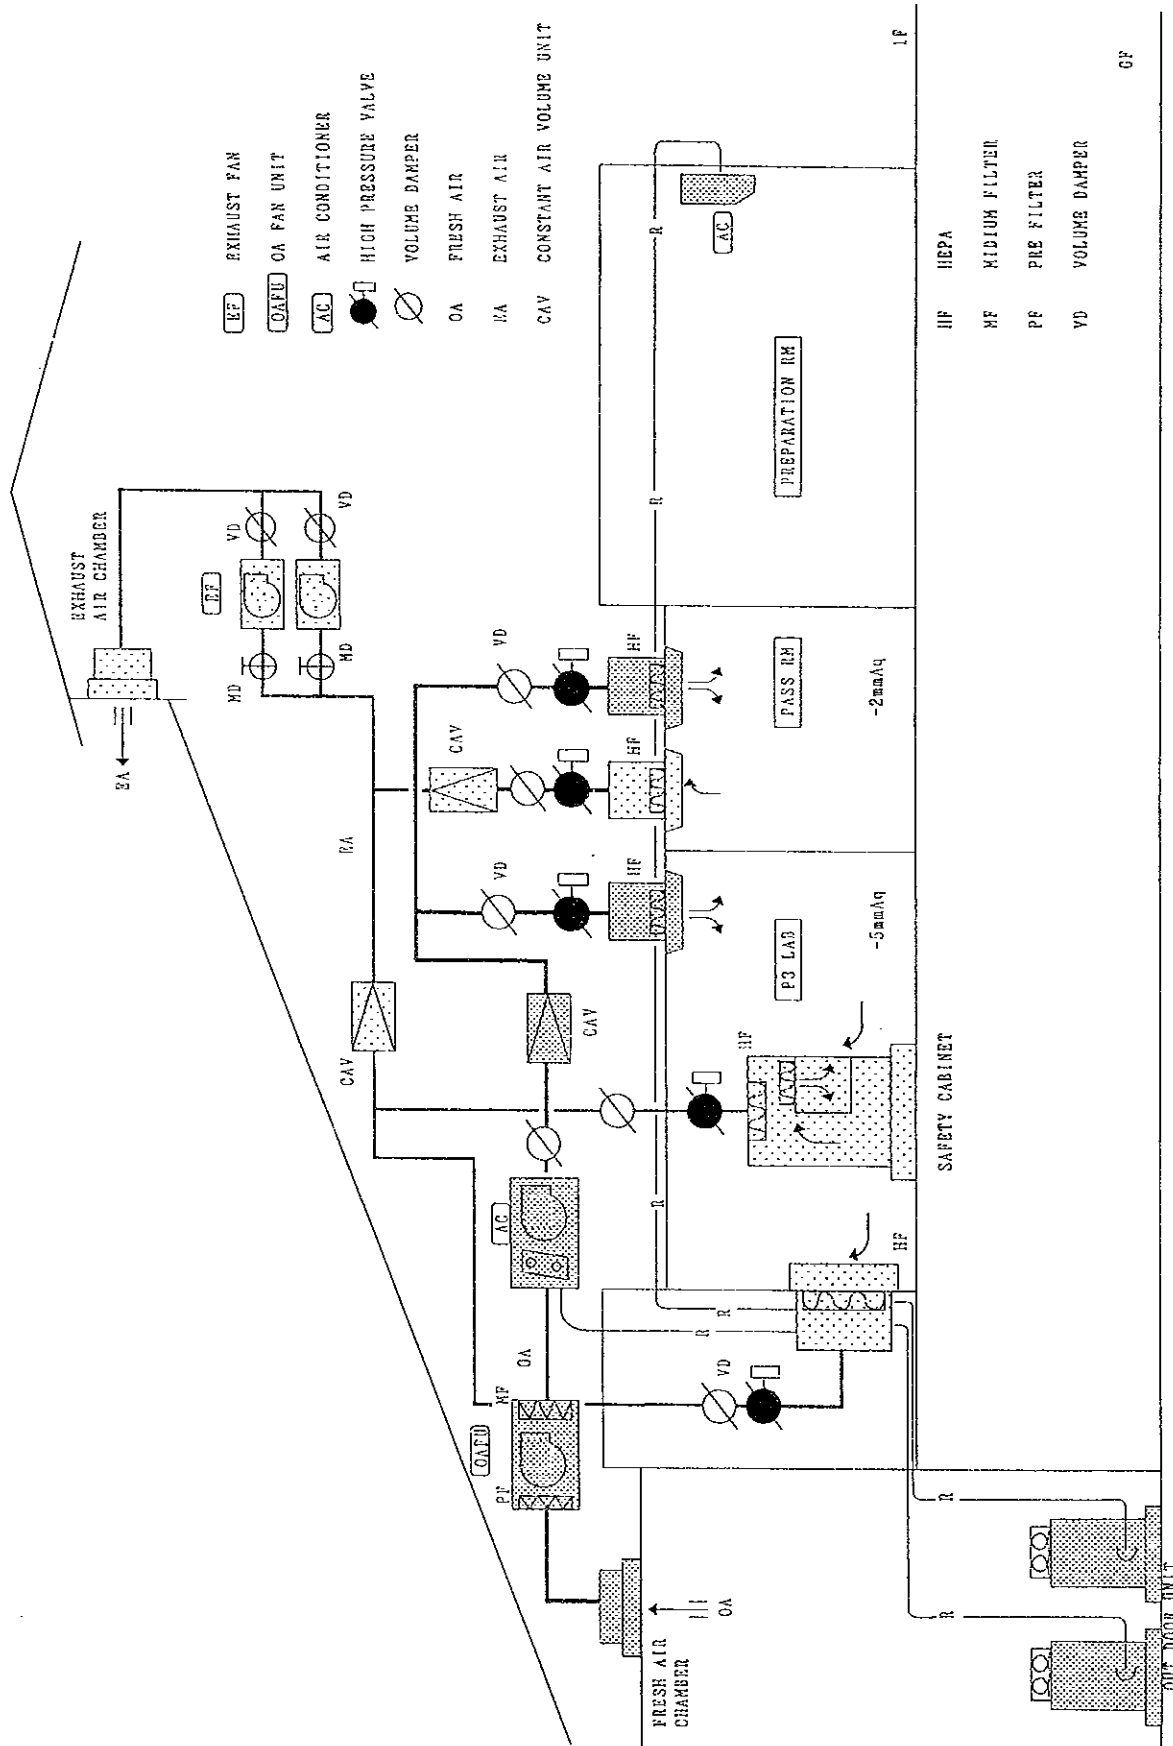 EXHAUST
AIR CHAMBER
EA
EF
VD
VD
MD
MD
EA
CAV
CAV
VD
VD
CAV
AC
OAFU
PF
MF
OA
HF
HF
HF
HF
HF
VD
R
R
R
R
R
R
R
AC
FRESH AIR
CHAMBER
OA
P3 LAB
-5mmAq
PASS RM
-2mmAq
PREPARATION RM
SAFETY CABINET
OUT DOOR UNIT
1F
GF
EF EXHAUST FAN
OAFU OA FAN UNIT
AC AIR CONDITIONER
HIGH PRESSURE VALVE
VOLUME DAMPER
OA FRESH AIR
EA EXHAUST AIR
CAV CONSTANT AIR VOLUME UNIT
HF HEPA
MF MIDIUM FILTER
PF PRE FILTER
VD VOLUME DAMPER